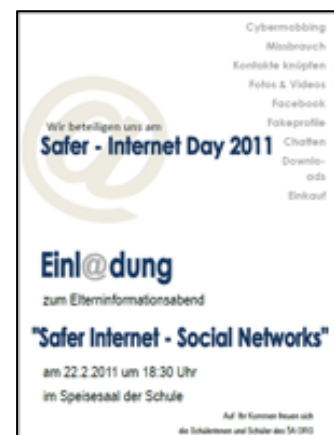 Cybermobbing
Missbrauch
Kontakte knüpfen
Fotos & Videos
Facebook
Fakeprofile
Chatten
Downlo-
ads
Einkauf
Wir beteiligen uns am
Safer - Internet Day 2011
Einl@dung
zum Elterninformationsabend
"Safer Internet - Social Networks"
am 22.2.2011 um 18:30 Uhr
im Speisesaal der Schule
Auf Ihr Kommen freuen sich
die Schülerinnen und Schüler des